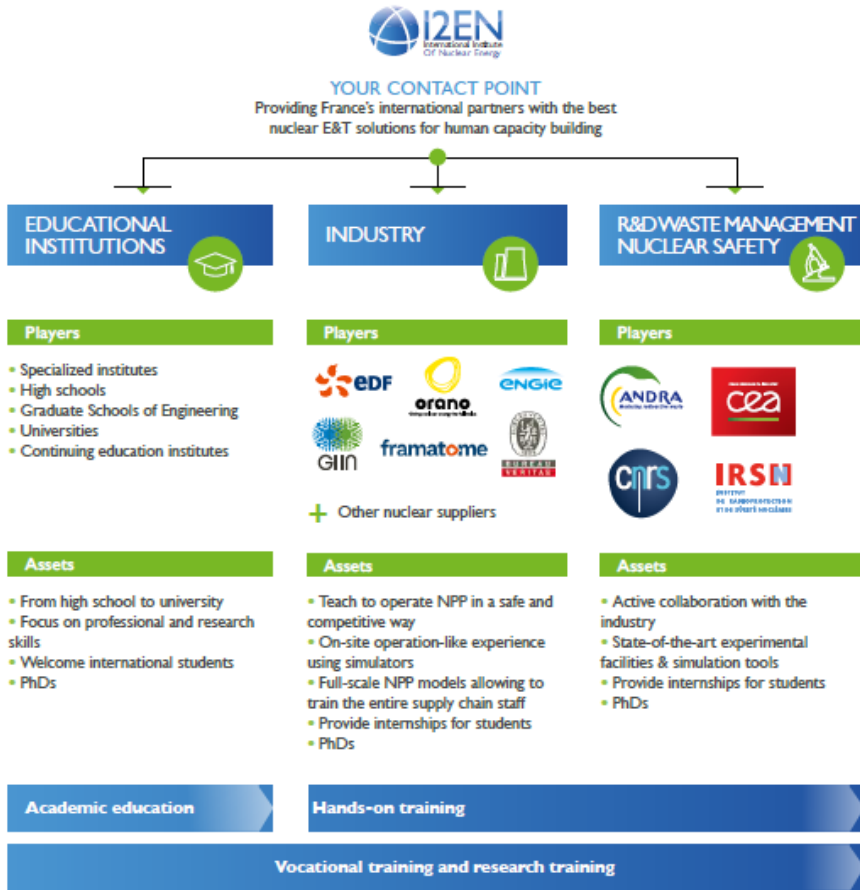 I2EN
International Institute
Of Nuclear Energy
YOUR CONTACT POINT
Providing France's international partners with the best
nuclear E&T solutions for human capacity building
EDUCATIONAL
INSTITUTIONS
Players
• Specialized institutes
• High schools
• Graduate Schools of Engineering
• Universities
• Continuing education institutes
Assets
• From high school to university
• Focus on professional and research
skills
• Welcome international students
• PhDs
INDUSTRY
Players
eDF
orano
ENGIE
GIIN
framatome
BUREAU
VERITAS
+ Other nuclear suppliers
Assets
• Teach to operate NPP in a safe and
competitive way
• On-site operation-like experience
using simulators
• Full-scale NPP models allowing to
train the entire supply chain staff
• Provide internships for students
• PhDs
R&D WASTE MANAGEMENT
NUCLEAR SAFETY
Players
ANDRA
cea
cnrs
IRSN
INSTITUT
DE RADIOPROTECTION
ET DE SÛRETÉ NUCLÉAIRE
Assets
• Active collaboration with the
industry
• State-of-the-art experimental
facilities & simulation tools
• Provide internships for students
• PhDs
Academic education
Hands-on training
Vocational training and research training